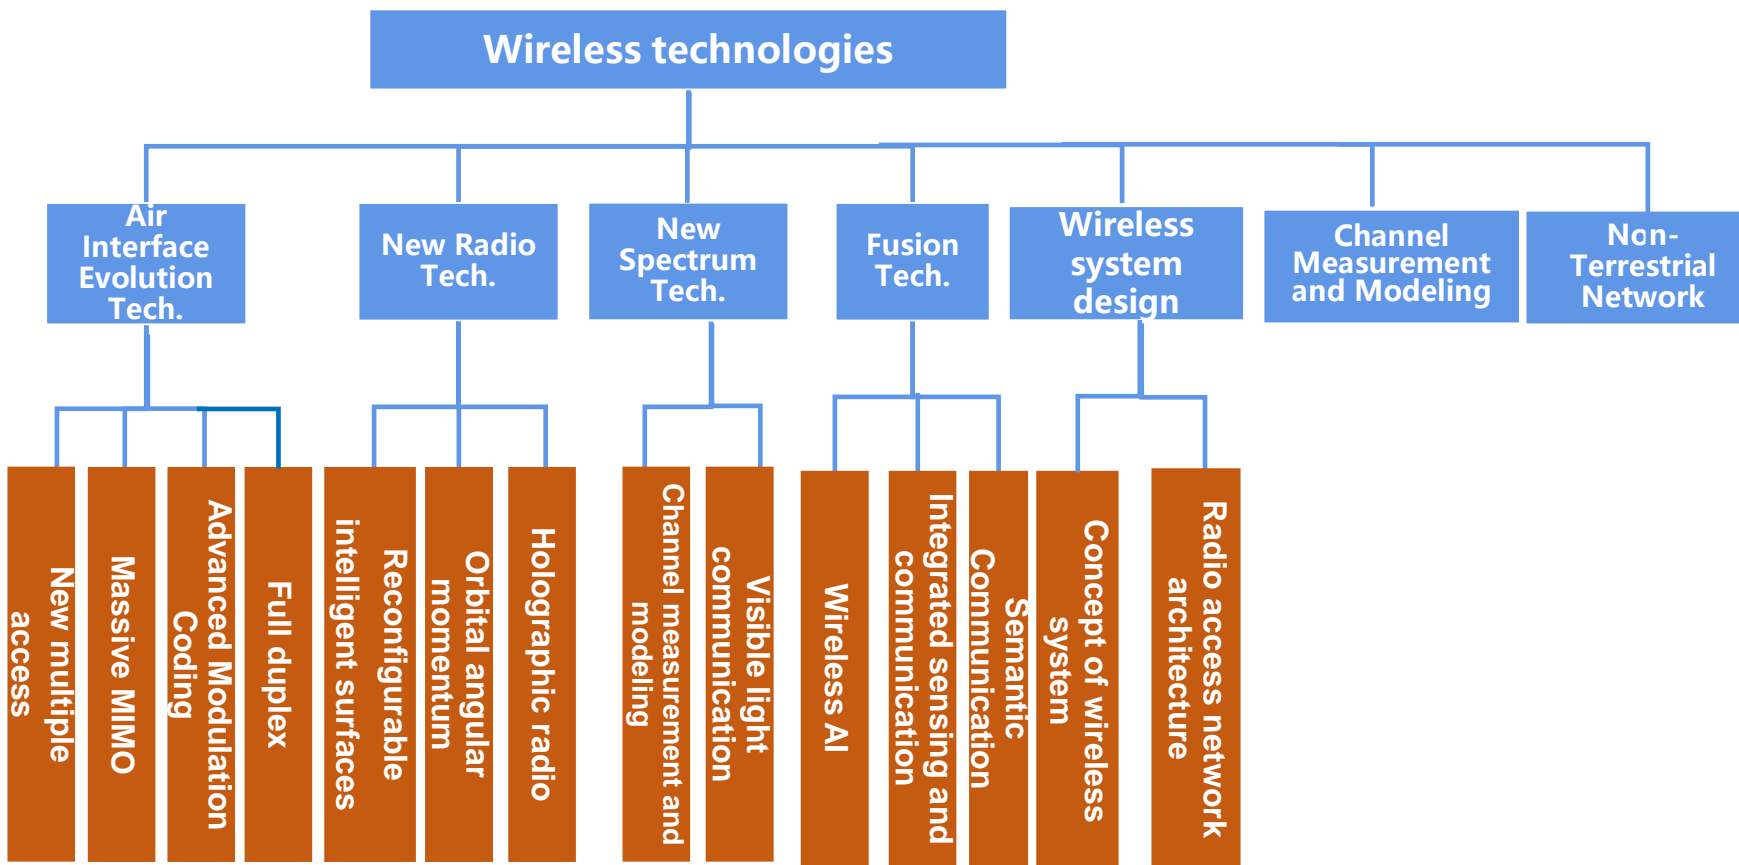 Wireless technologies
Air
Interface
Evolution
Tech.
New Radio
Tech.
New
Spectrum
Tech.
Fusion
Tech.
Wireless
system
design
Channel
Measurement
and Modeling
Non-
Terrestrial
Network
New multiple
access
Massive MIMO
Advanced Modulation
Coding
Full duplex
Reconfigurable
intelligent surfaces
Orbital angular
momentum
Holographic radio
Channel measurement and
modeling
Visible light
communication
Wireless AI
Integrated sensing and
communication
Semantic
Communication
Concept of wireless
system
Radio access network
architecture